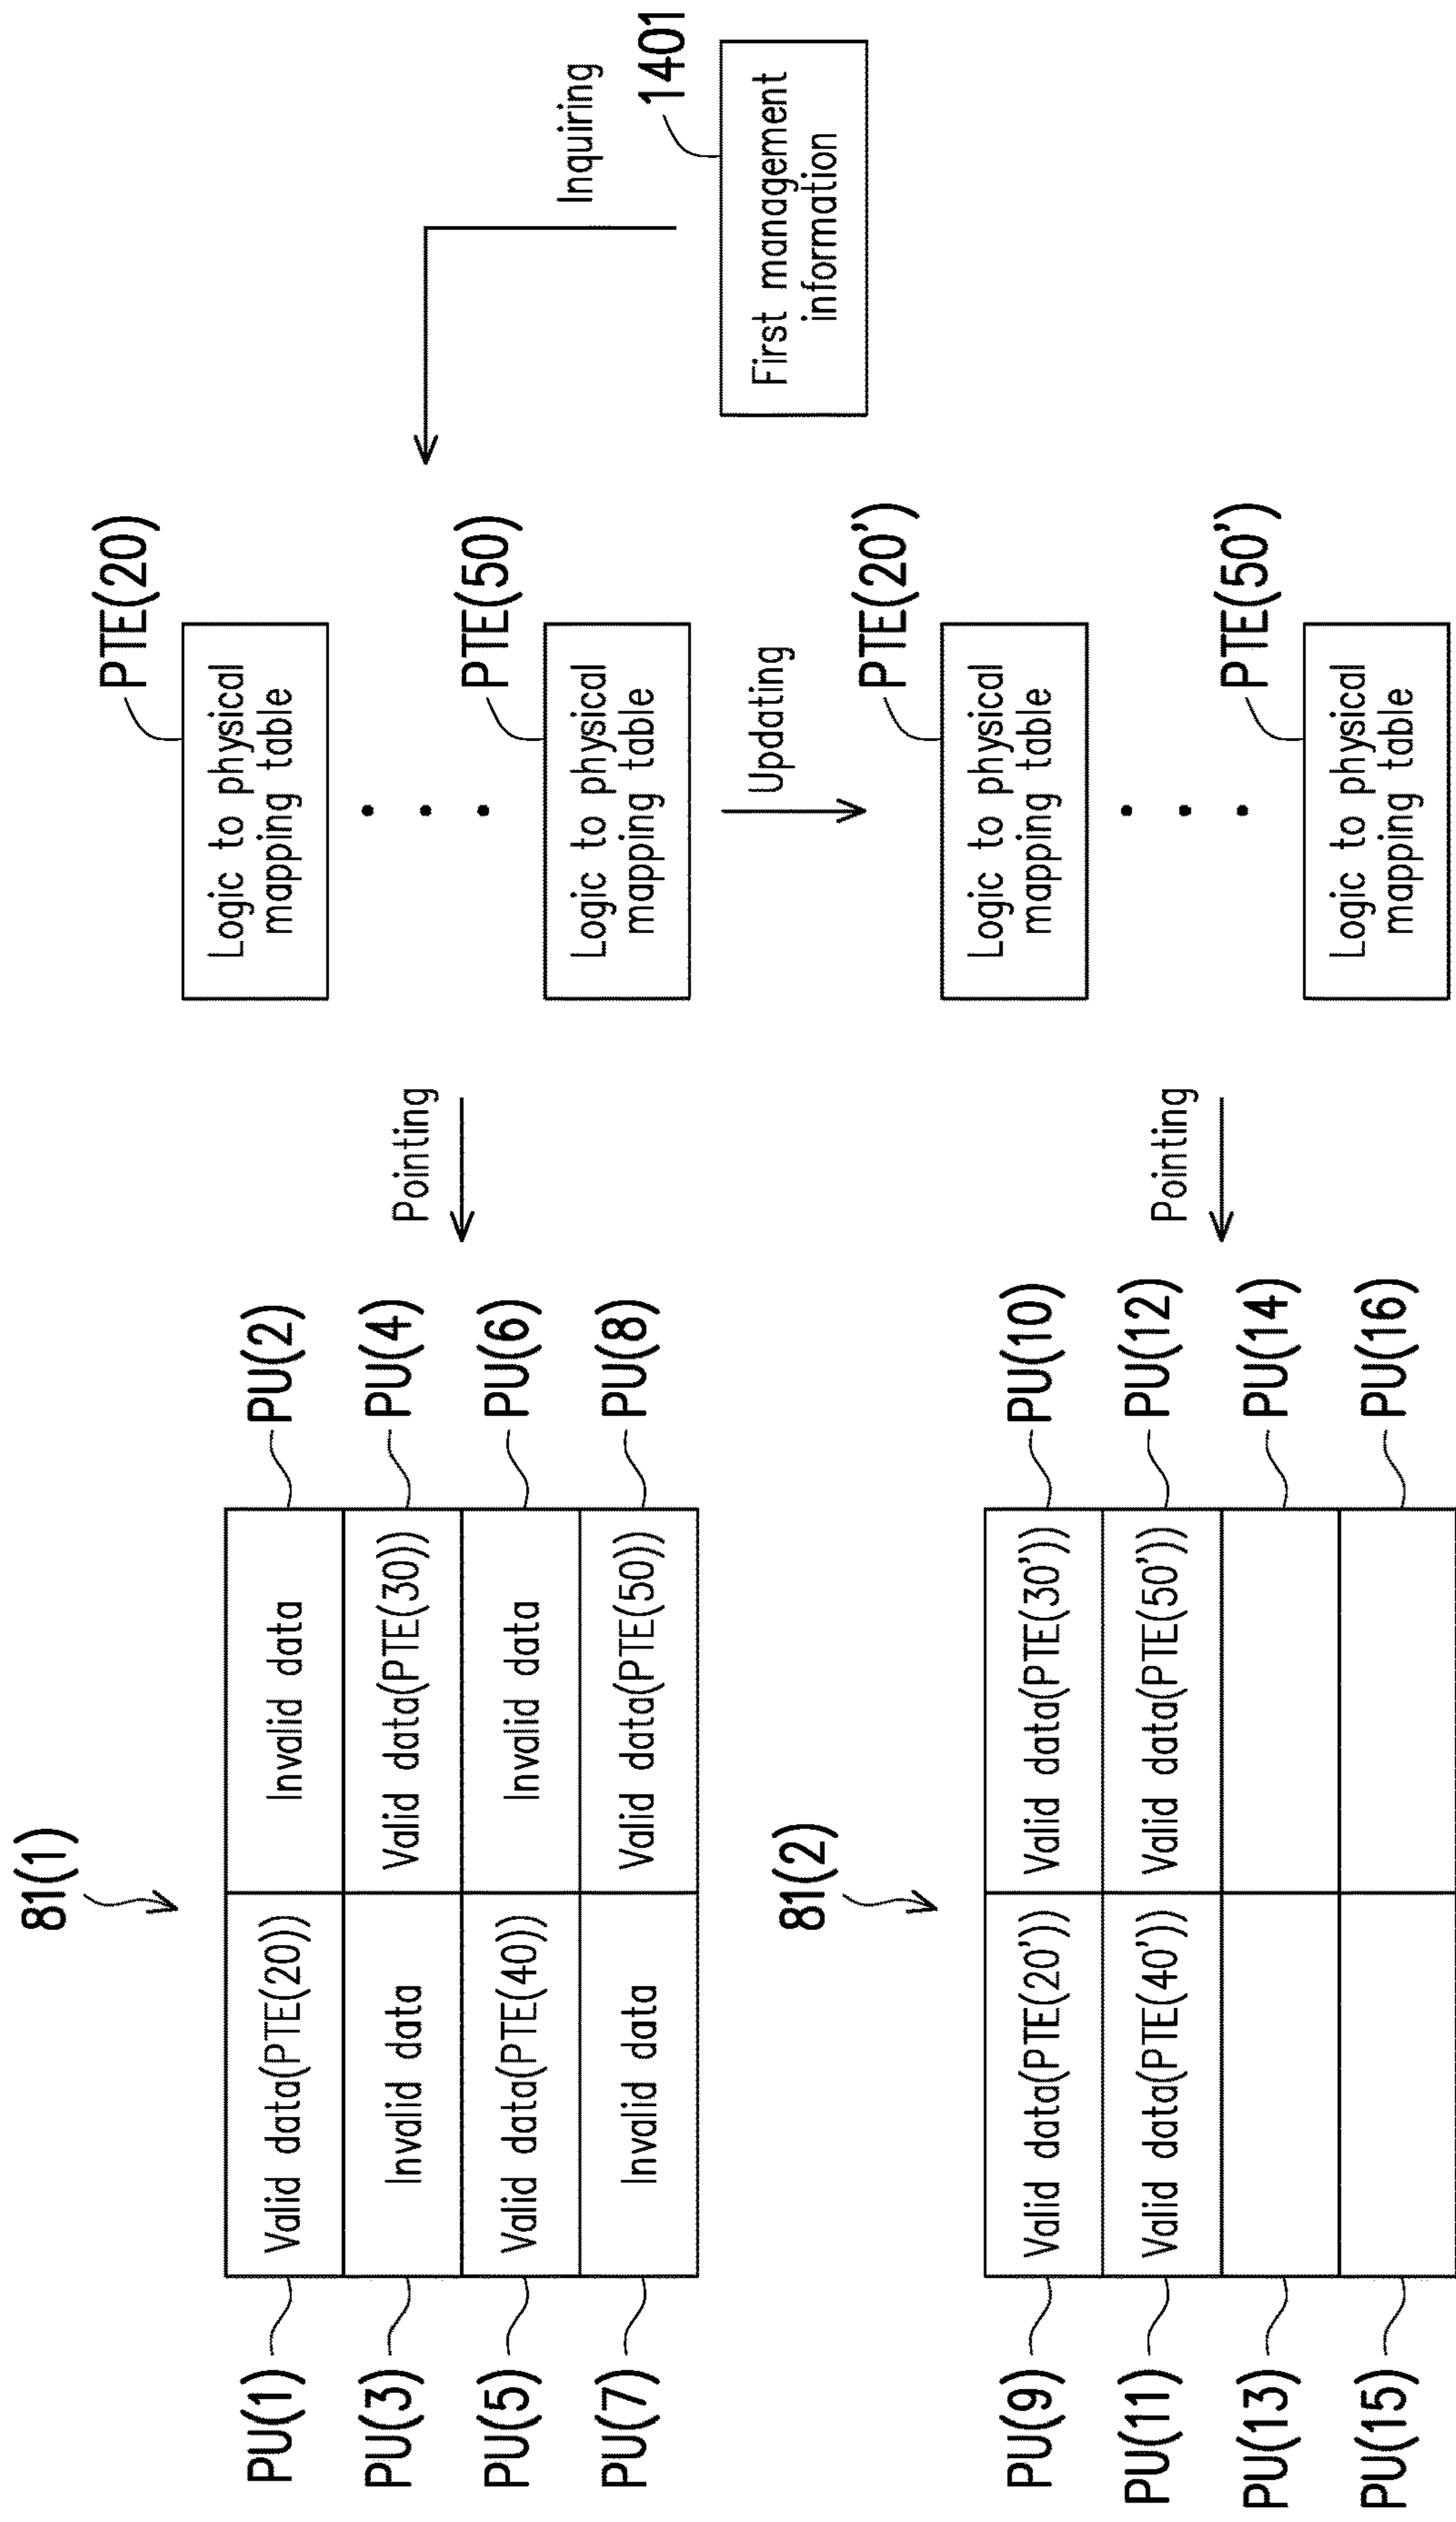 81(1)
PU(1)
Valid data(PTE(20))
Invalid data
PU(2)
PU(3)
Invalid data
Valid data(PTE(30))
PU(4)
PU(5)
Valid data(PTE(40))
Invalid data
PU(6)
PU(7)
Invalid data
Valid data(PTE(50))
PU(8)
Pointing
PTE(20)
Logic to physical
mapping table
PTE(50)
Logic to physical
mapping table
Inquiring
1401
First management
information
Updating
81(2)
PU(9)
Valid data(PTE(20'))
Valid data(PTE(30'))
PU(10)
PU(11)
Valid data(PTE(40'))
Valid data(PTE(50'))
PU(12)
PU(13)
PU(14)
PU(15)
PU(16)
Pointing
PTE(20')
Logic to physical
mapping table
PTE(50')
Logic to physical
mapping table